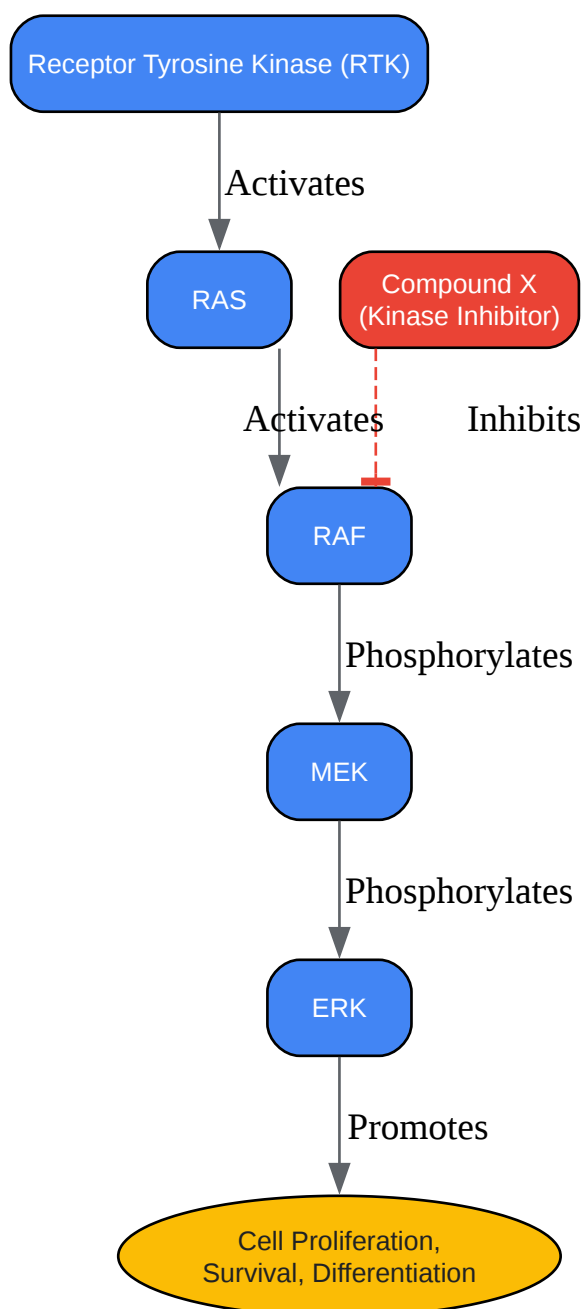 Receptor Tyrosine Kinase (RTK)
Activates
RAS
Compound X
(Kinase Inhibitor)
Activates
Inhibits
RAF
Phosphorylates
MEK
Phosphorylates
ERK
Promotes
Cell Proliferation,
Survival, Differentiation